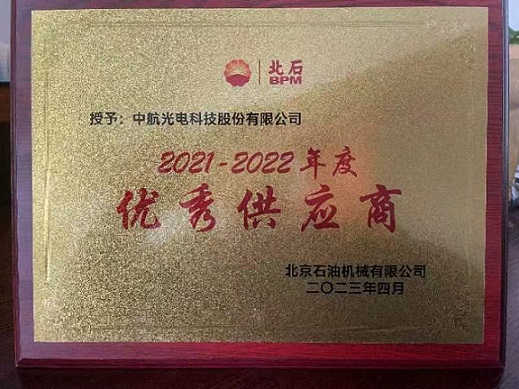 北石
BPM
授予：中航光电科技股份有限公司
2021-2022年度
优秀供应商
北京石油机械有限公司
二〇二三年四月